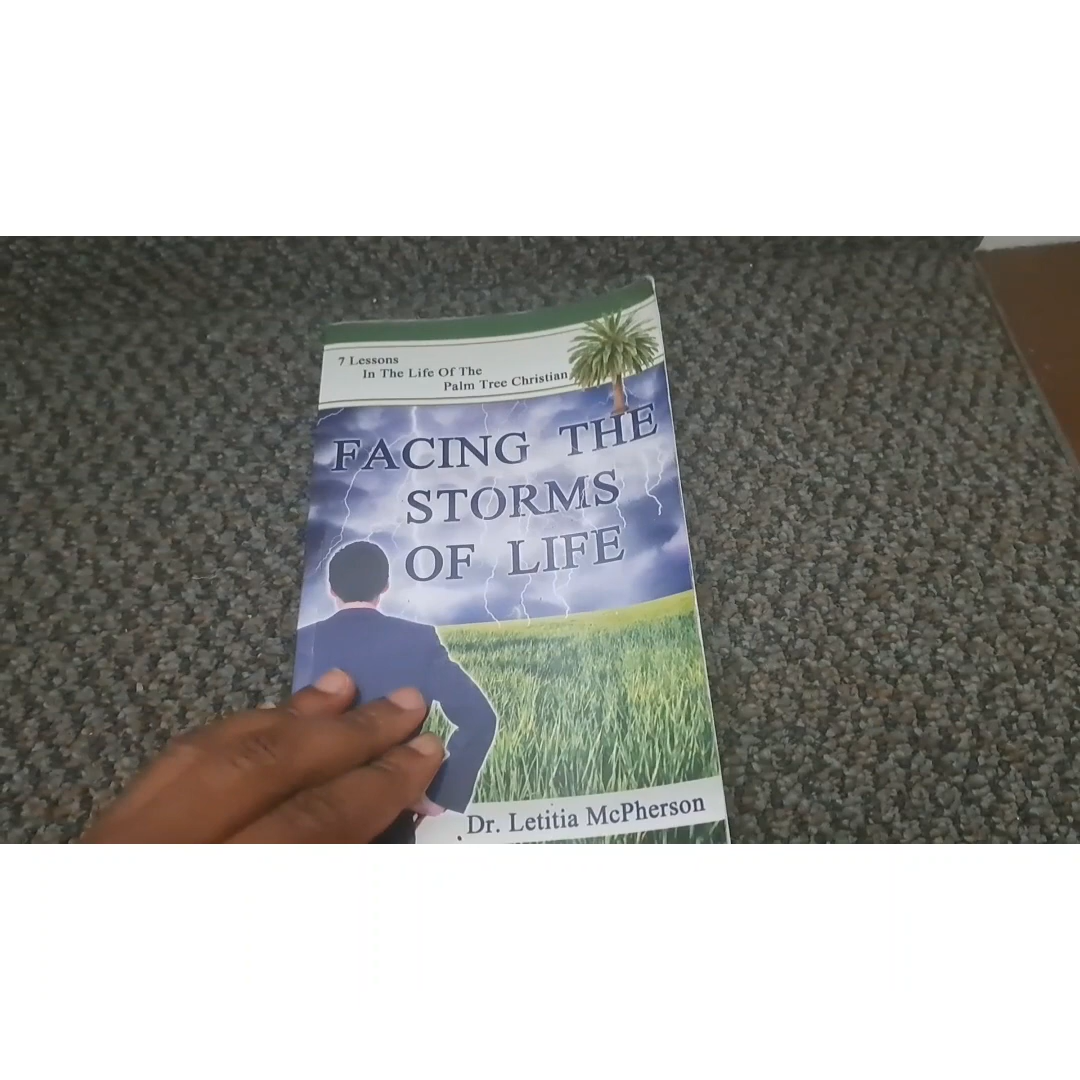 7 Lessons
In The Life Of The
Palm Tree Christian
FACING THE
STORMS
OF LIFE
Dr. Letitia McPherson